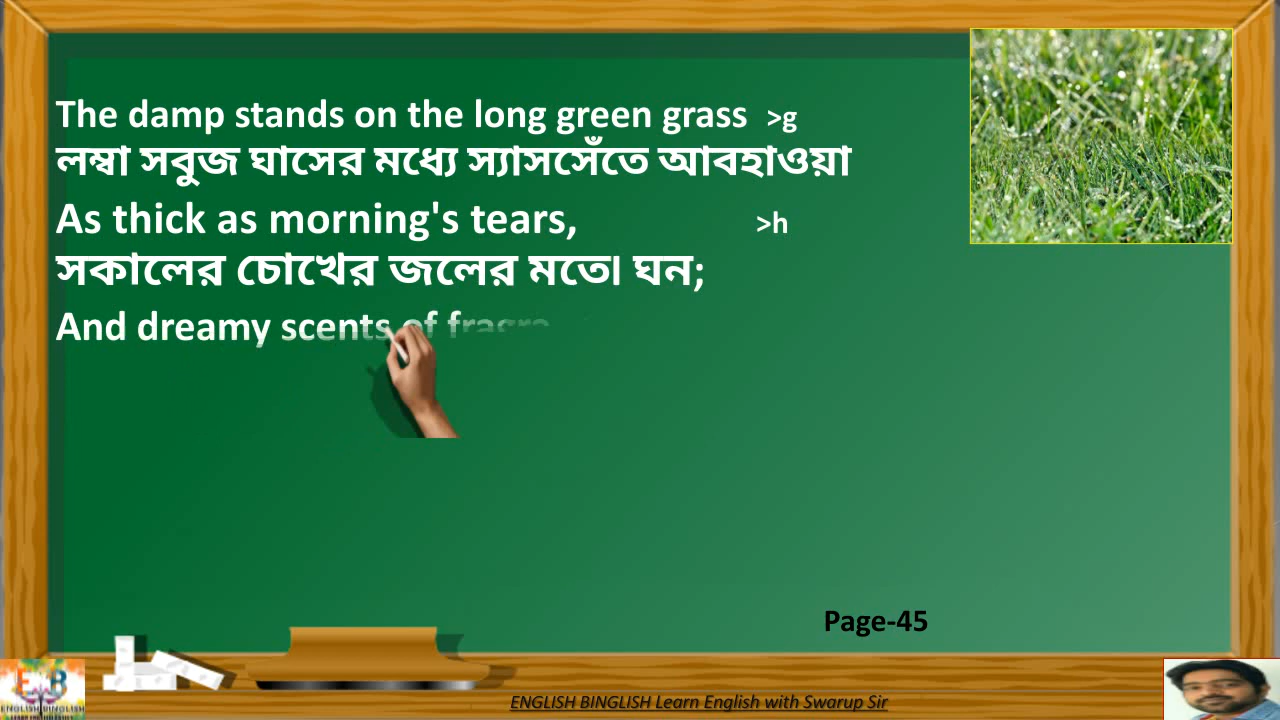 The damp stands on the long green grass >g
লম্বা সবুজ ঘাসের মধ্যে স্যাসসেঁতে আবহাওয়া
As thick as morning's tears, >h
সকালের চোখের জলের মতো ঘন;
And dreamy scents of
Page-45
ENGLISH BINGLISH Learn English with Swarup Sir